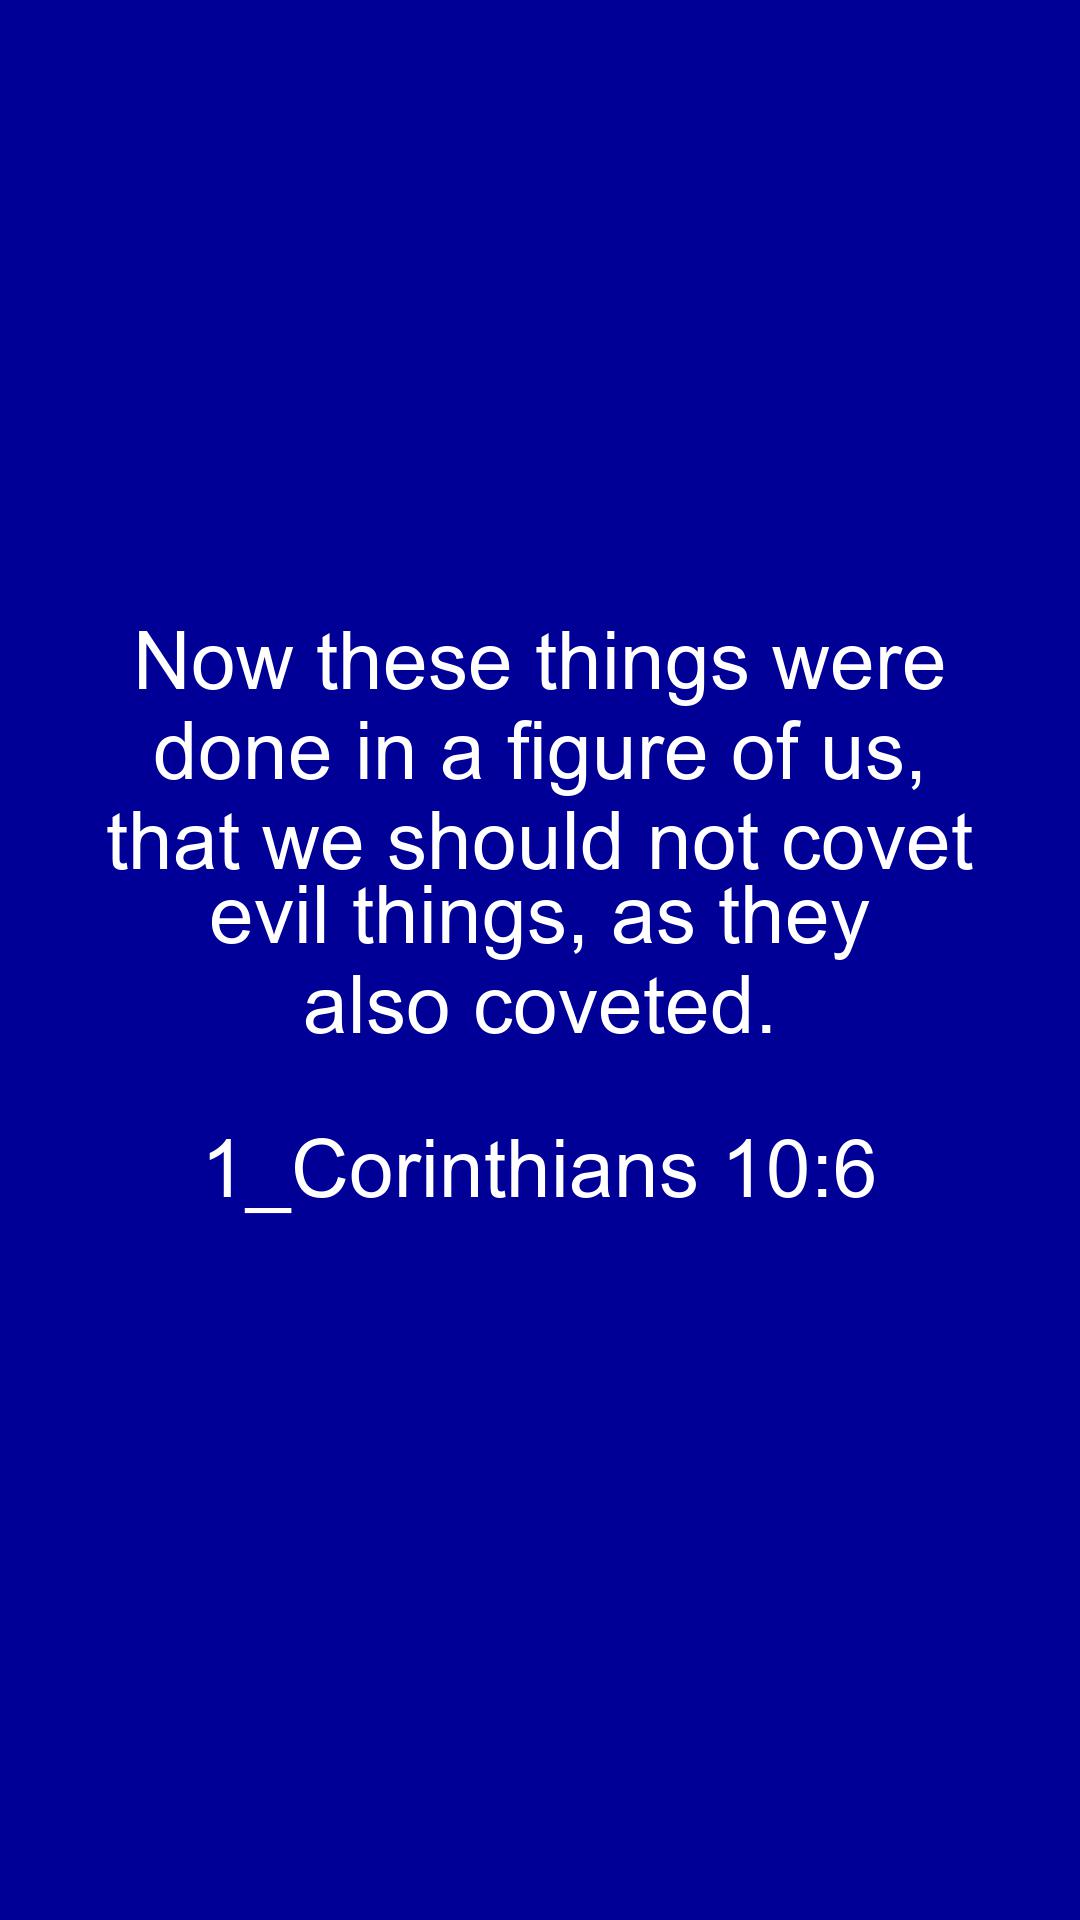 Now these things were
done in a figure of us,
that we should not covet
evil things, as they
also coveted.
1_Corinthians 10:6